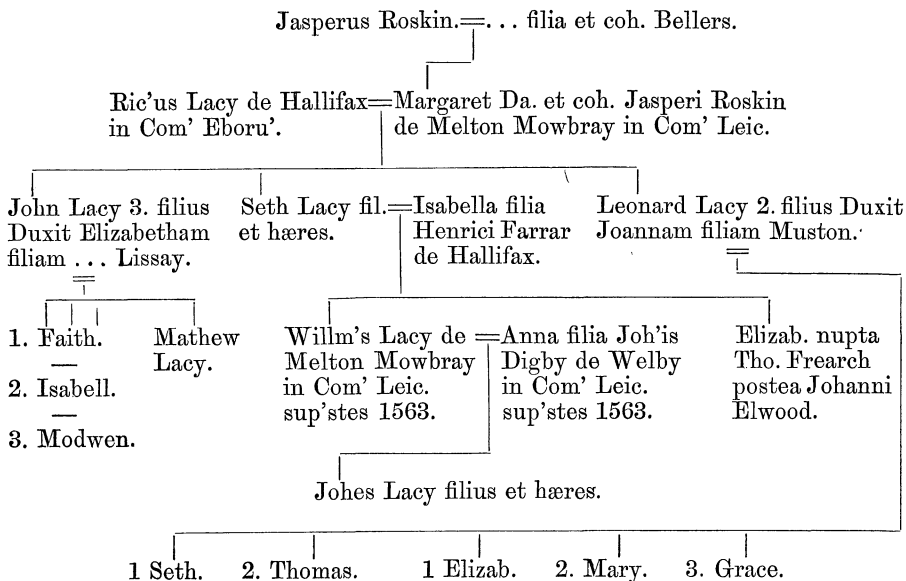 Jasperus Roskin.=. . . filia et coh. Bellers.
Ric'us Lacy de Hallifax=Margaret Da. et coh. Jasperi Roskin
in Com' Eboru'. de Melton Mowbray in Com' Leic.
John Lacy 3. filius
Duxit Elizabetham
filiam . . . Lissay.
Seth Lacy fil.=Isabella filia
et hæres. Henrici Farrar
de Hallifax.
Leonard Lacy 2. filius Duxit
Joannam filiam Muston.
1. Faith.
2. Isabell.
3. Modwen.
Mathew
Lacy.
Willm's Lacy de
Melton Mowbray
in Com' Leic.
sup'stes 1563.
=Anna filia Joh'is
Digby de Welby
in Com' Leic.
sup'stes 1563.
Elizab. nupta
Tho. Frearch
postea Johanni
Elwood.
Johes Lacy filius et hæres.
1 Seth. 2. Thomas. 1 Elizab. 2. Mary. 3. Grace.